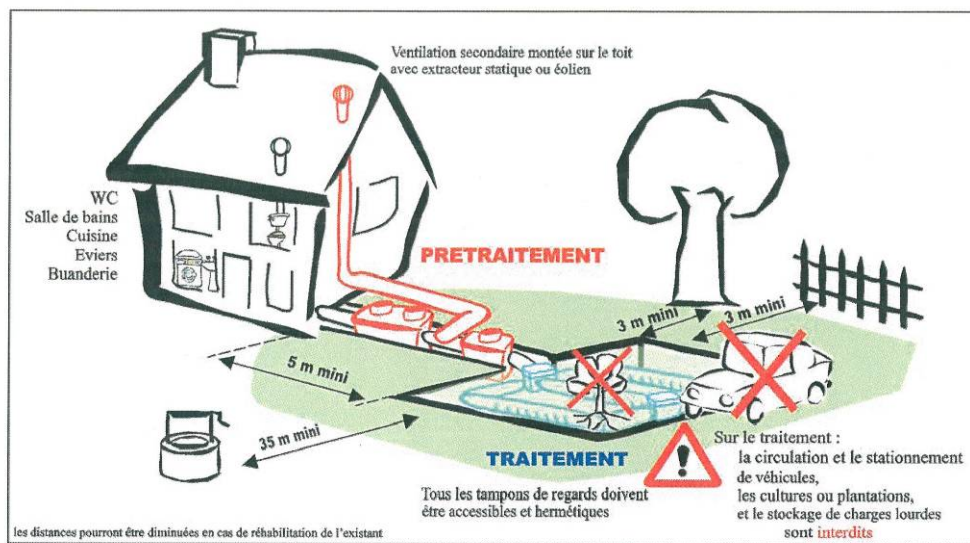 Ventilation secondaire montée sur le toit
avec extracteur statique ou éolien
WC
Salle de bains
Cuisine
Eviers
Buanderie
PRETRAITEMENT
3 m mini
3 m mini
5 m mini
35 m mini
TRAITEMENT
Tous les tampons de regards doivent
être accessibles et hermétiques
Sur le traitement :
la circulation et le stationnement
de véhicules,
les cultures ou plantations,
et le stockage de charges lourdes
sont interdits
les distances pourront être diminuées en cas de réhabilitation de l'existant